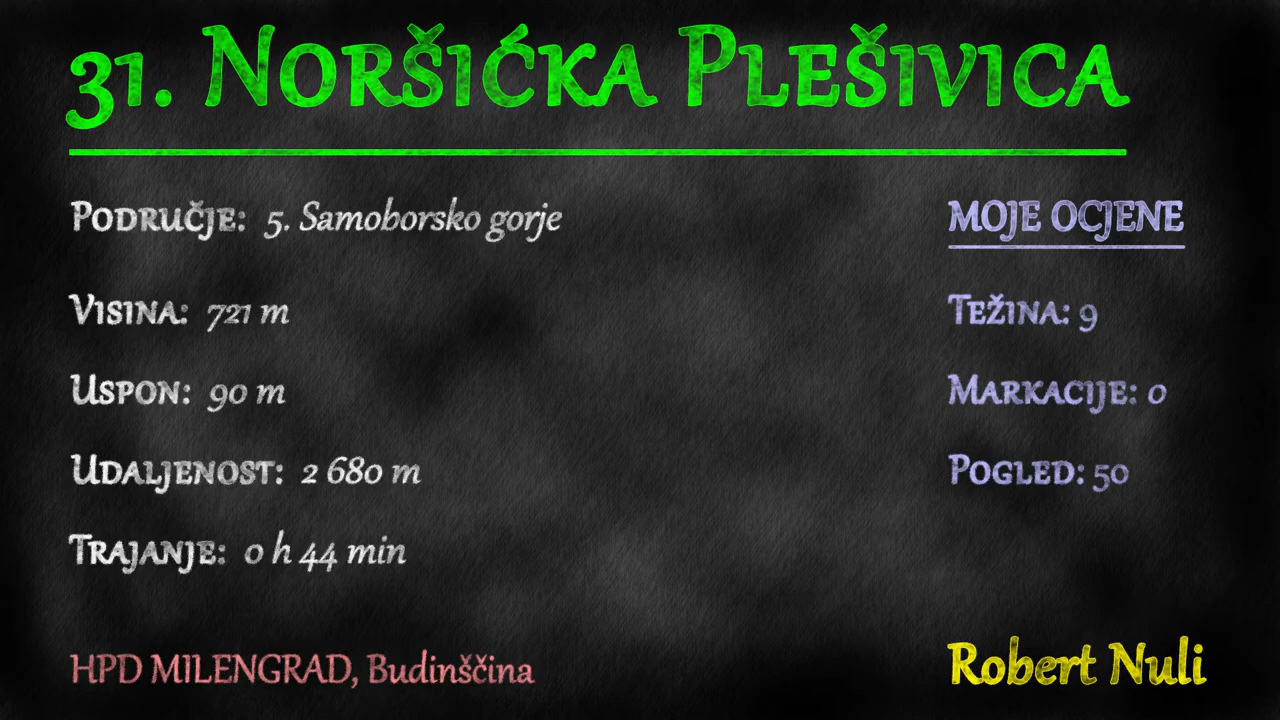 31. Noršićka Plešivica
Područje: 5. Samoborsko gorje
Visina: 721 m
Uspon: 90 m
Udaljenost: 2 680 m
Trajanje: 0 h 44 min
MOJE OCJENE
Težina: 9
Markacije: 0
Pogled: 50
HPD MILENGRAD, Budinščina
Robert Nuli